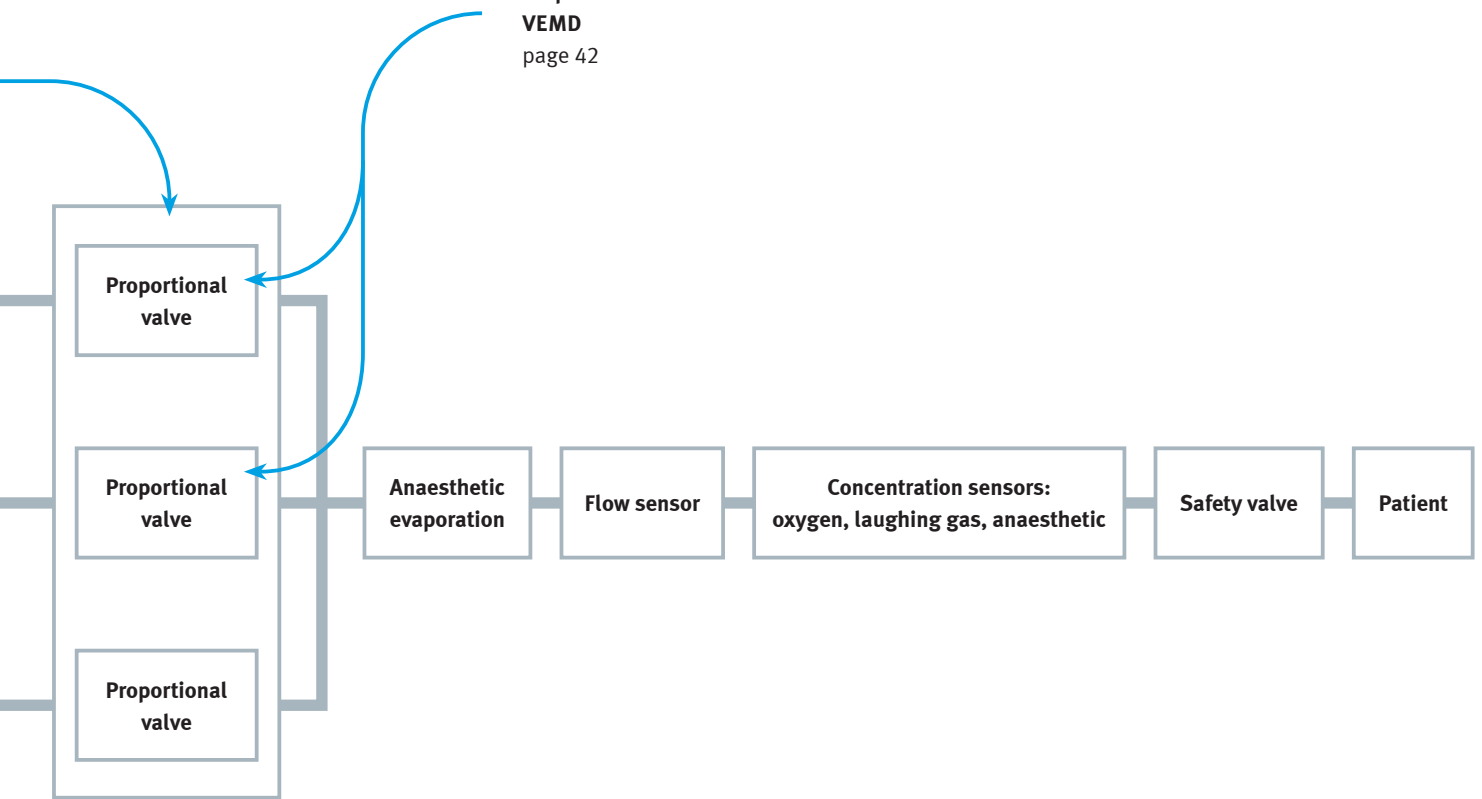 VEMD
page 42
Proportional
valve
Proportional
valve
Anaesthetic
evaporation
Flow sensor
Concentration sensors:
oxygen, laughing gas, anaesthetic
Safety valve
Patient
Proportional
valve